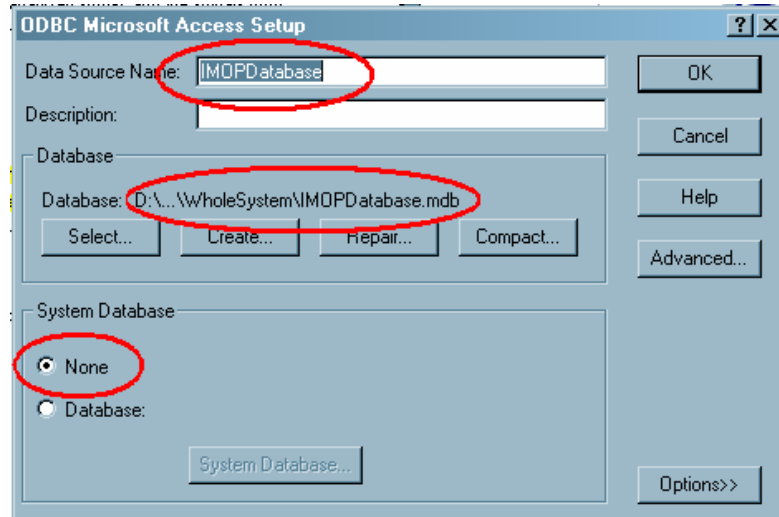 ODBC Microsoft Access Setup
Data Source Name: IMOPDatabase
OK
Description:
Cancel
Database
Database: D:\...\WholeSystem\IMOPDatabase.mdb
Help
Select... Create... Repair... Compact...
Advanced...
System Database
None
Database:
System Database...
Options>>